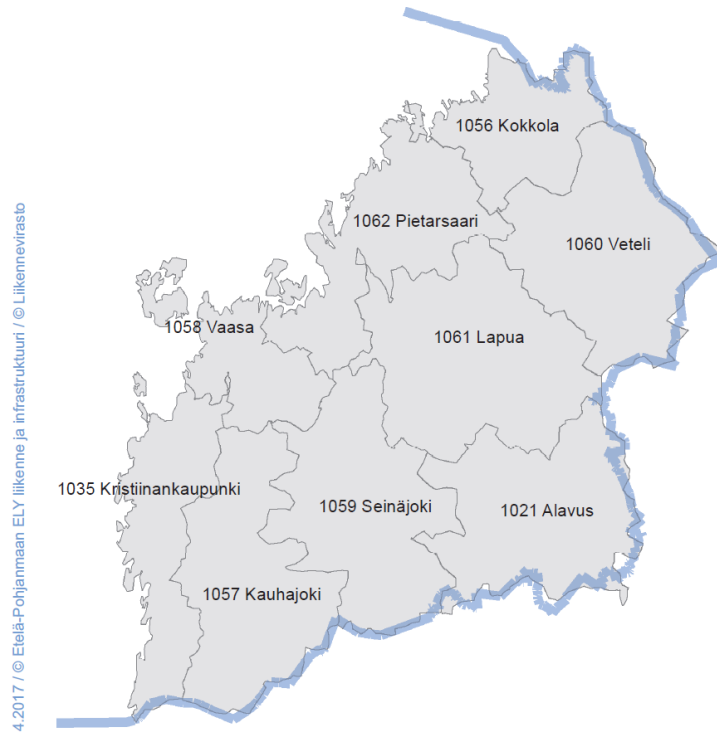 1056 Kokkola
1062 Pietarsaari
1060 Veteli
1058 Vaasa
1061 Lapua
1035 Kristiinankaupunki
1059 Seinäjoki
1021 Alavus
1057 Kauhajoki
4.2017 / © Etelä-Pohjanmaan ELY liikenne ja infrastruktuuri / © Liikennevirasto